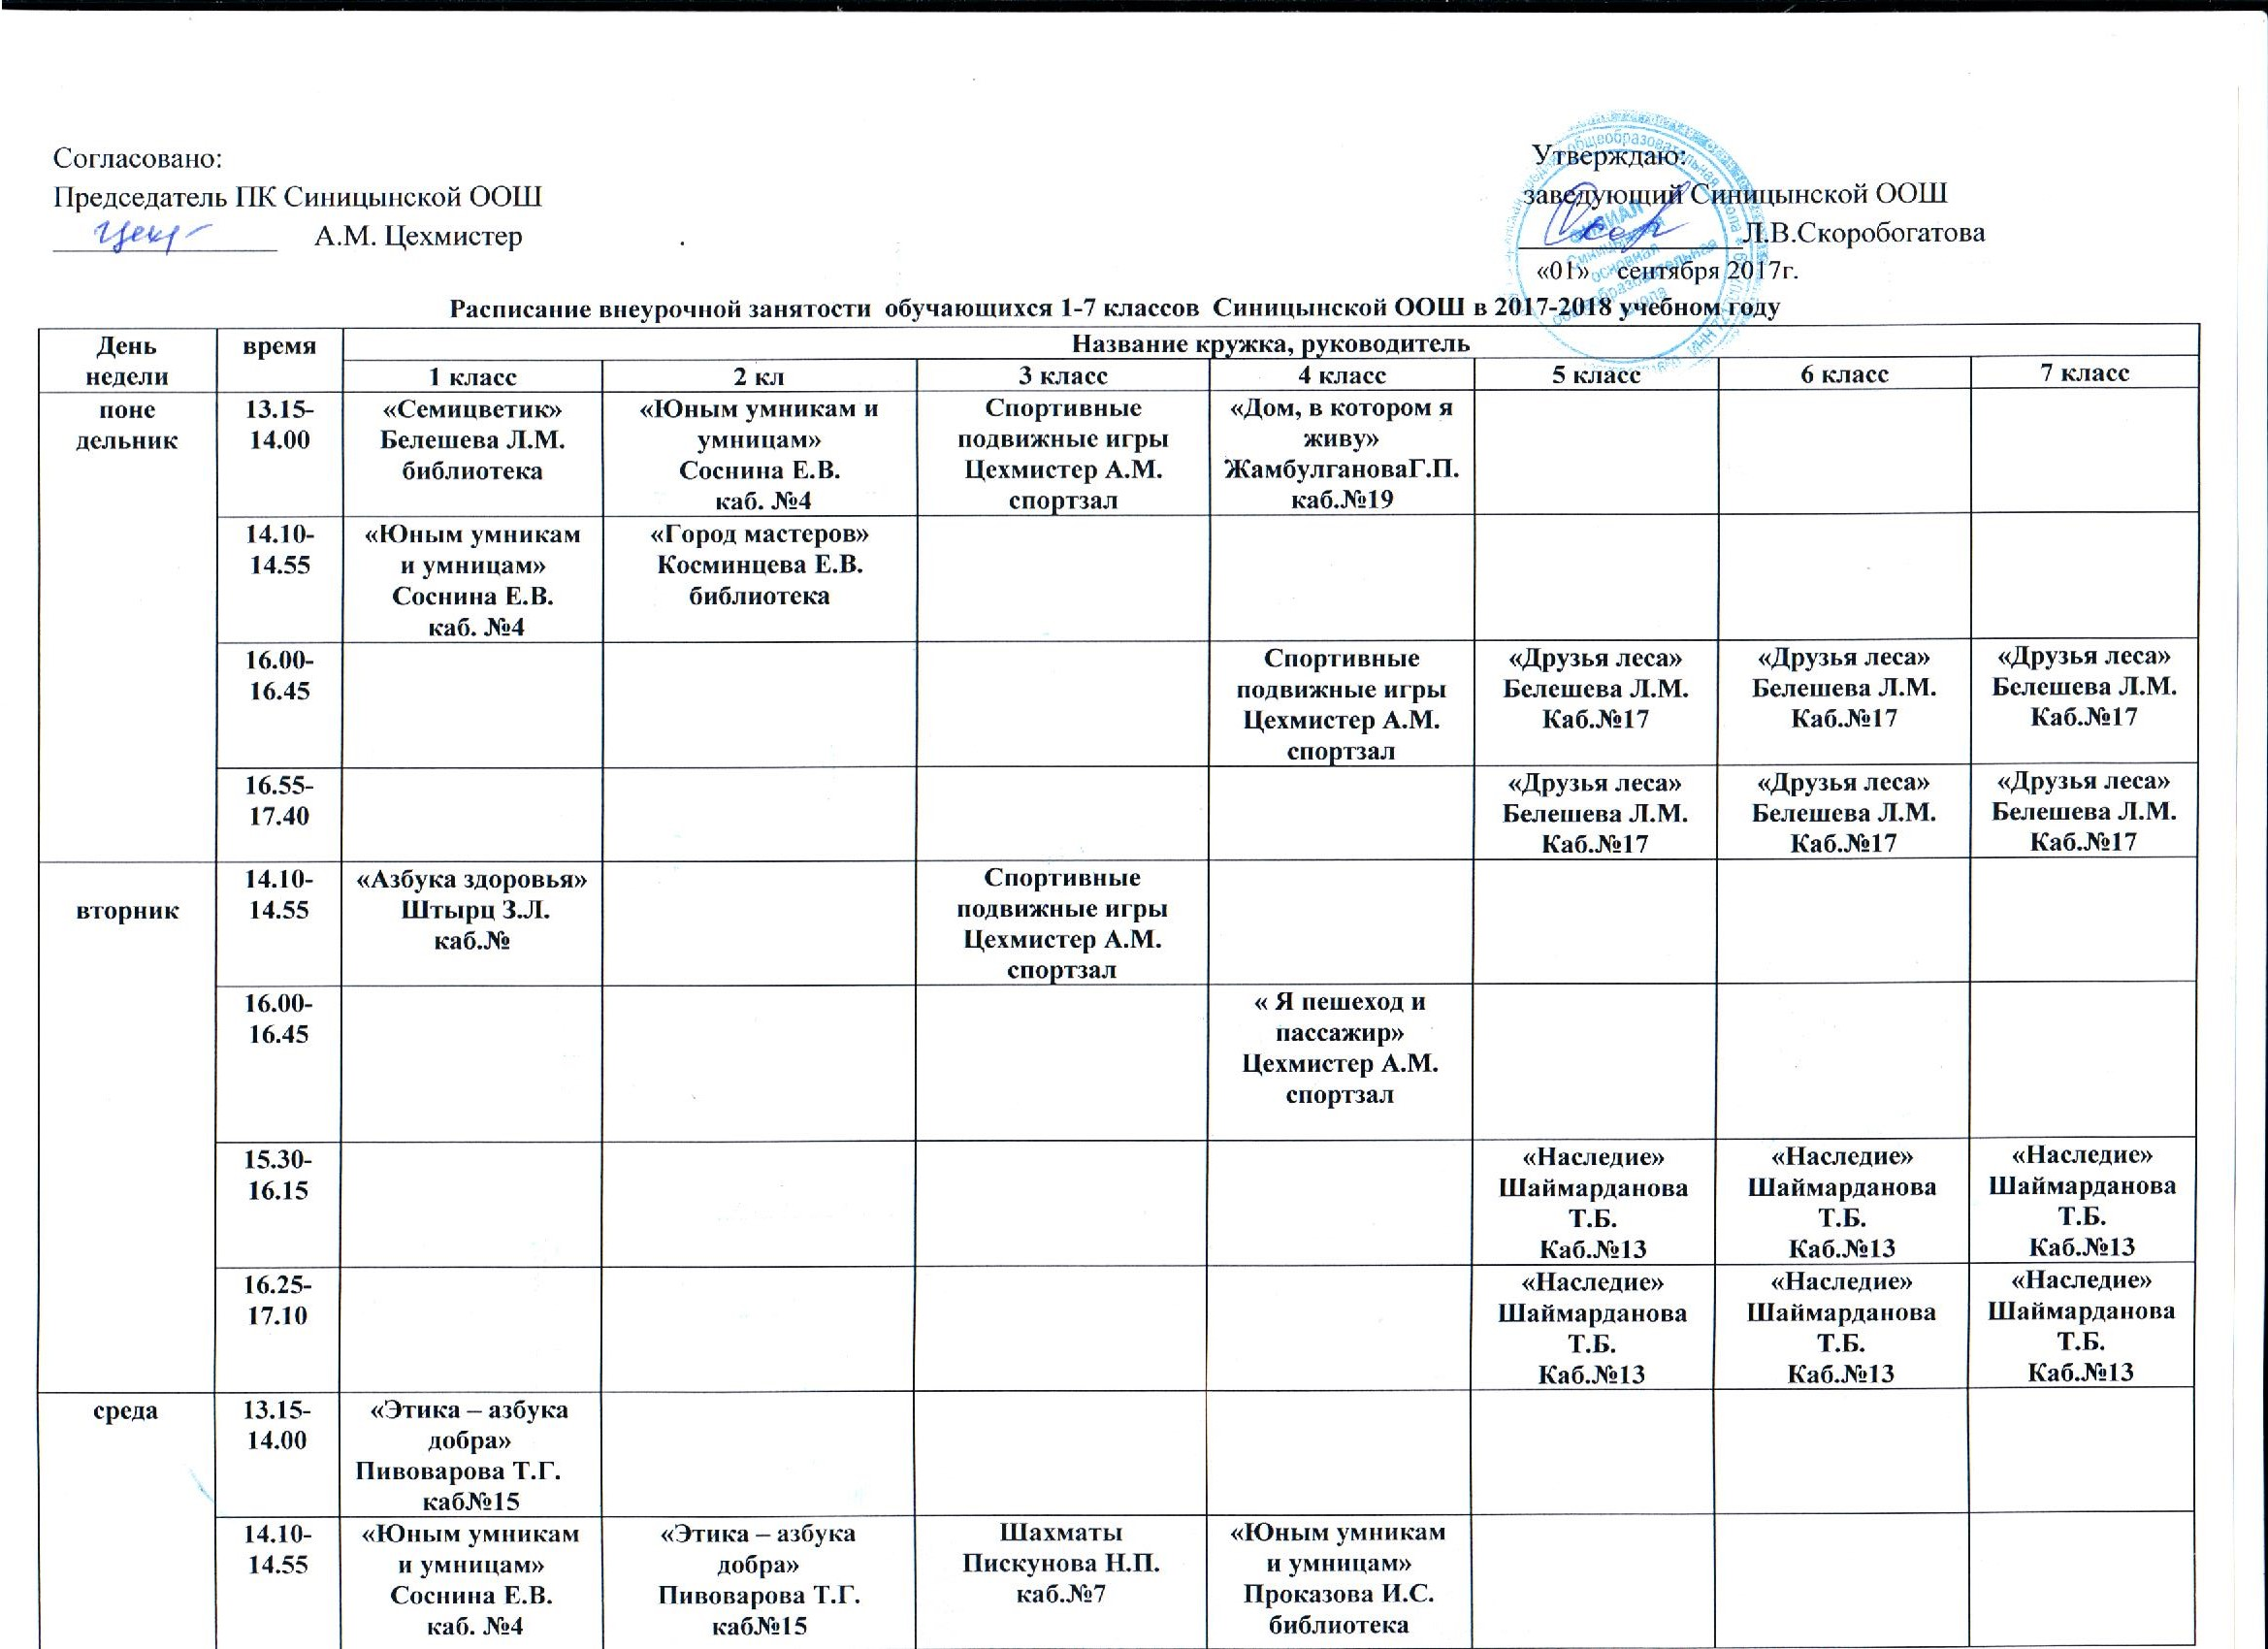 Согласовано:
Председатель ПК Синицынской ООШ
А.М. Цехмистер
Утверждаю:
заведующий Синицынской ООШ
Л.В.Скоробогатова
«01» сентября 2017г.
Расписание внеурочной занятости обучающихся 1-7 классов Синицынской ООШ в 2017-2018 учебном году
День недели время Название кружка, руководитель
1 класс 2 кл 3 класс 4 класс 5 класс 6 класс 7 класс
поне
дельник
13.15-
14.00
«Семицветик»
Белешева Л.М.
библиотека
«Юным умникам и
умницам»
Соснина Е.В.
каб. №4
Спортивные
подвижные игры
Цехмистер А.М.
спортзал
«Дом, в котором я
живу»
ЖамбулгановаГ.П.
каб.№19
14.10-
14.55
«Юным умникам
и умницам»
Соснина Е.В.
каб. №4
«Город мастеров»
Косминцева Е.В.
библиотека
16.00-
16.45
Спортивные
подвижные игры
Цехмистер А.М.
спортзал
«Друзья леса»
Белешева Л.М.
Каб.№17
«Друзья леса»
Белешева Л.М.
Каб.№17
«Друзья леса»
Белешева Л.М.
Каб.№17
16.55-
17.40
«Друзья леса»
Белешева Л.М.
Каб.№17
«Друзья леса»
Белешева Л.М.
Каб.№17
«Друзья леса»
Белешева Л.М.
Каб.№17
вторник
14.10-
14.55
«Азбука здоровья»
Штырц З.Л.
каб.№
Спортивные
подвижные игры
Цехмистер А.М.
спортзал
16.00-
16.45
« Я пешеход и
пассажир»
Цехмистер А.М.
спортзал
15.30-
16.15
«Наследие»
Шаймарданова
Т.Б.
Каб.№13
«Наследие»
Шаймарданова
Т.Б.
Каб.№13
«Наследие»
Шаймарданова
Т.Б.
Каб.№13
16.25-
17.10
«Наследие»
Шаймарданова
Т.Б.
Каб.№13
«Наследие»
Шаймарданова
Т.Б.
Каб.№13
«Наследие»
Шаймарданова
Т.Б.
Каб.№13
среда
13.15-
14.00
«Этика – азбука
добра»
Пивоварова Т.Г.
каб№15
14.10-
14.55
«Юным умникам
и умницам»
Соснина Е.В.
каб. №4
«Этика – азбука
добра»
Пивоварова Т.Г.
каб№15
Шахматы
Пискунова Н.П.
каб.№7
«Юным умникам
и умницам»
Проказова И.С.
библиотека
общеобразовательная
ФИЛИАЛ
Синицынская
основная
общеобразовательная
школа